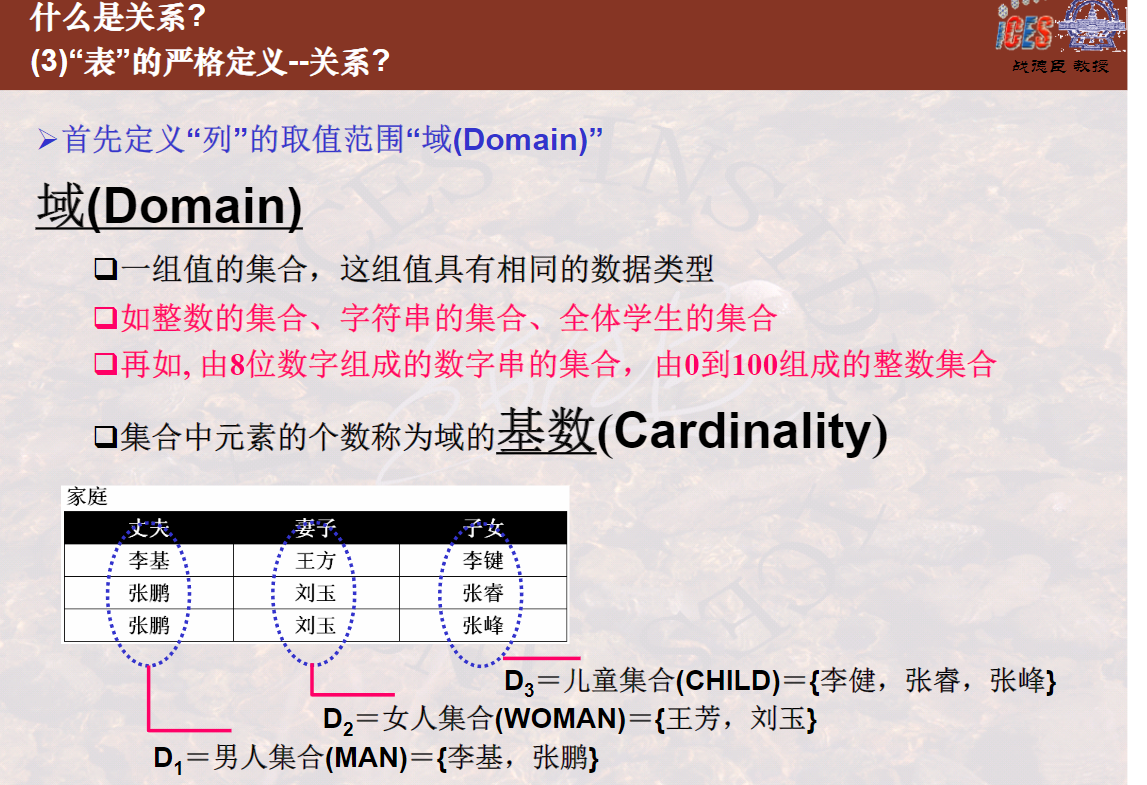 什么是关系?
(3)“表”的严格定义--关系?
iCES
战德臣 教授
➢首先定义“列”的取值范围“域(Domain)”
域(Domain)
❑一组值的集合，这组值具有相同的数据类型
❑如整数的集合、字符串的集合、全体学生的集合
❑再如, 由8位数字组成的数字串的集合，由0到100组成的整数集合
❑集合中元素的个数称为域的基数(Cardinality)
家庭
丈夫 妻子 子女
李基 王方 李键
张鹏 刘玉 张睿
张鹏 刘玉 张峰
D3＝儿童集合(CHILD)＝{李健，张睿，张峰}
D2＝女人集合(WOMAN)＝{王芳，刘玉}
D1＝男人集合(MAN)＝{李基，张鹏}